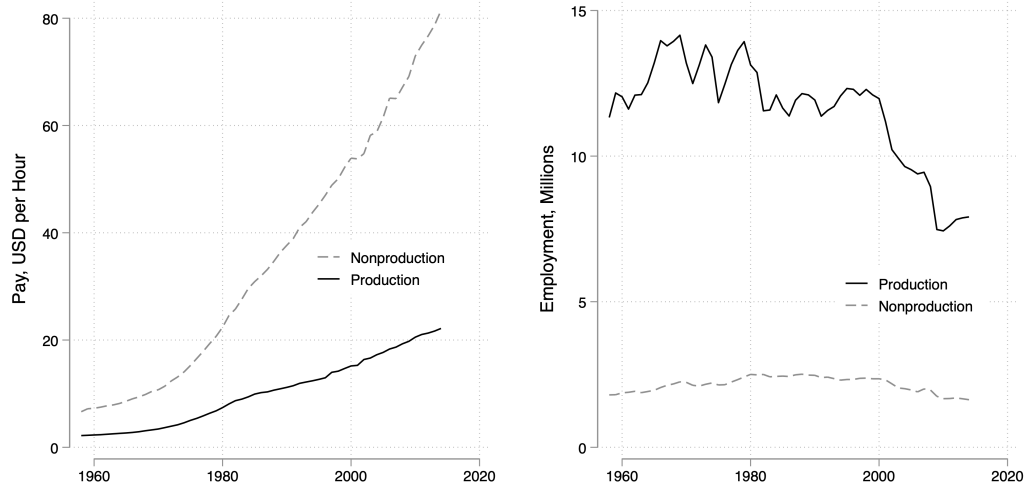 Pay, USD per Hour
80
60
40
20
0
1960
1980
2000
2020
Nonproduction
Production
Employment, Millions
15
10
5
0
1960
1980
2000
2020
Production
Nonproduction